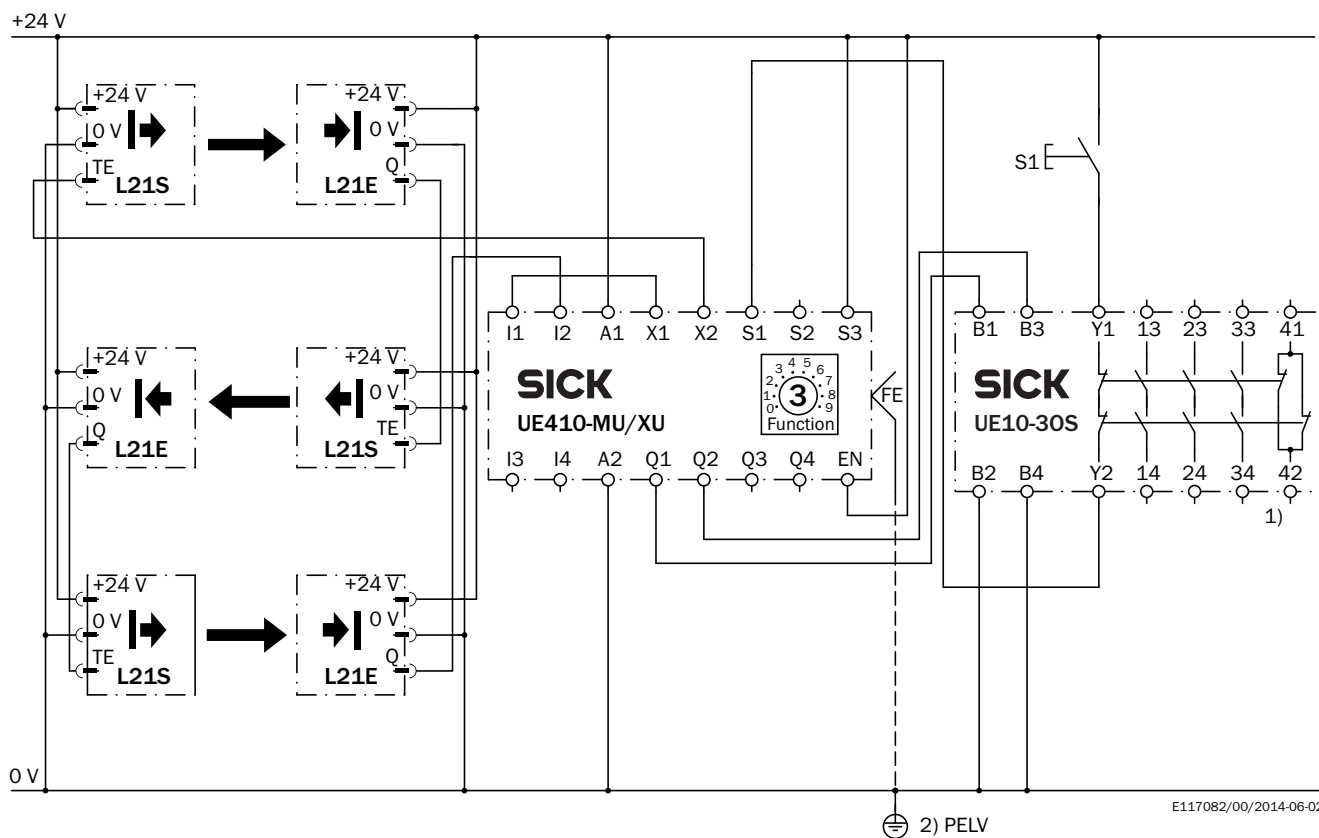 +24 V
+24 V
0 V
TE
L21S
+24 V
0 V
Q
L21E
S1
I1 I2 A1 X1 X2 S1 S2 S3
SICK
UE410-MU/XU
0 1 2 3 4 5 6 7 8 9
3
Function
FE
I3 I4 A2 Q1 Q2 Q3 Q4 EN
B1 B3 Y1 13 23 33 41
SICK
UE10-30S
B2 B4 Y2 14 24 34 42
1)
+24 V
0 V
Q
L21E
+24 V
0 V
TE
L21S
+24 V
0 V
TE
L21S
+24 V
0 V
Q
L21E
0 V
E117082/00/2014-06-02
2) PELV